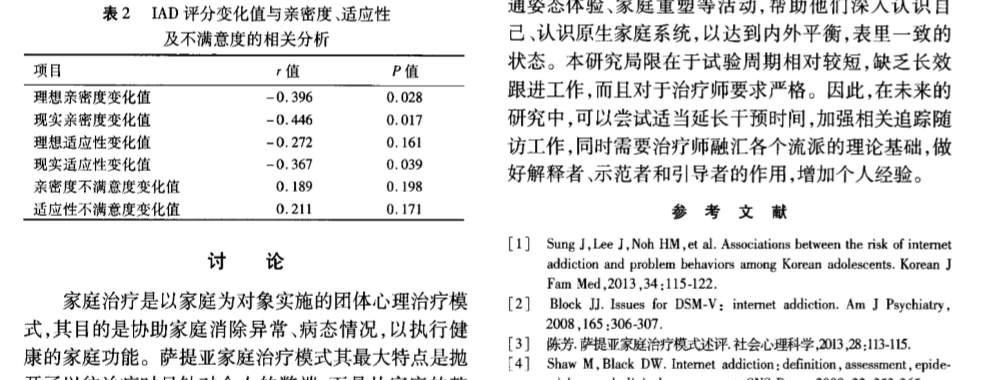 表 2 IAD 评分变化值与亲密度、适应性
及不满意度的相关分析
项目 r 值 P 值
理想亲密度变化值 -0.396 0.028
现实亲密度变化值 -0.446 0.017
理想适应性变化值 -0.272 0.161
现实适应性变化值 -0.367 0.039
亲密度不满意度变化值 0.189 0.198
适应性不满意度变化值 0.211 0.171
讨 论
家庭治疗是以家庭为对象实施的团体心理治疗模
式,其目的是协助家庭消除异常、病态情况,以执行健
康的家庭功能。萨提亚家庭治疗模式其最大特点是抛
通姿态体验、家庭重塑等活动,帮助他们深入认识自
己、认识原生家庭系统,以达到内外平衡,表里一致的
状态。本研究局限在于试验周期相对较短,缺乏长效
跟进工作,而且对于治疗师要求严格。因此,在未来的
研究中,可以尝试适当延长干预时间,加强相关追踪随
访工作,同时需要治疗师融汇各个流派的理论基础,做
好解释者、示范者和引导者的作用,增加个人经验。
参 考 文 献
[1] Sung J,Lee J,Noh HM,et al. Associations between the risk of internet
addiction and problem behaviors among Korean adolescents. Korean J
Fam Med,2013,34:115-122.
[2] Block JJ. Issues for DSM-V: internet addiction. Am J Psychiatry,
2008,165:306-307.
[3] 陈芳. 萨提亚家庭治疗模式述评. 社会心理科学,2013,28:113-115.
[4] Shaw M,Black DW. Internet addiction:definition, assessment, epide-